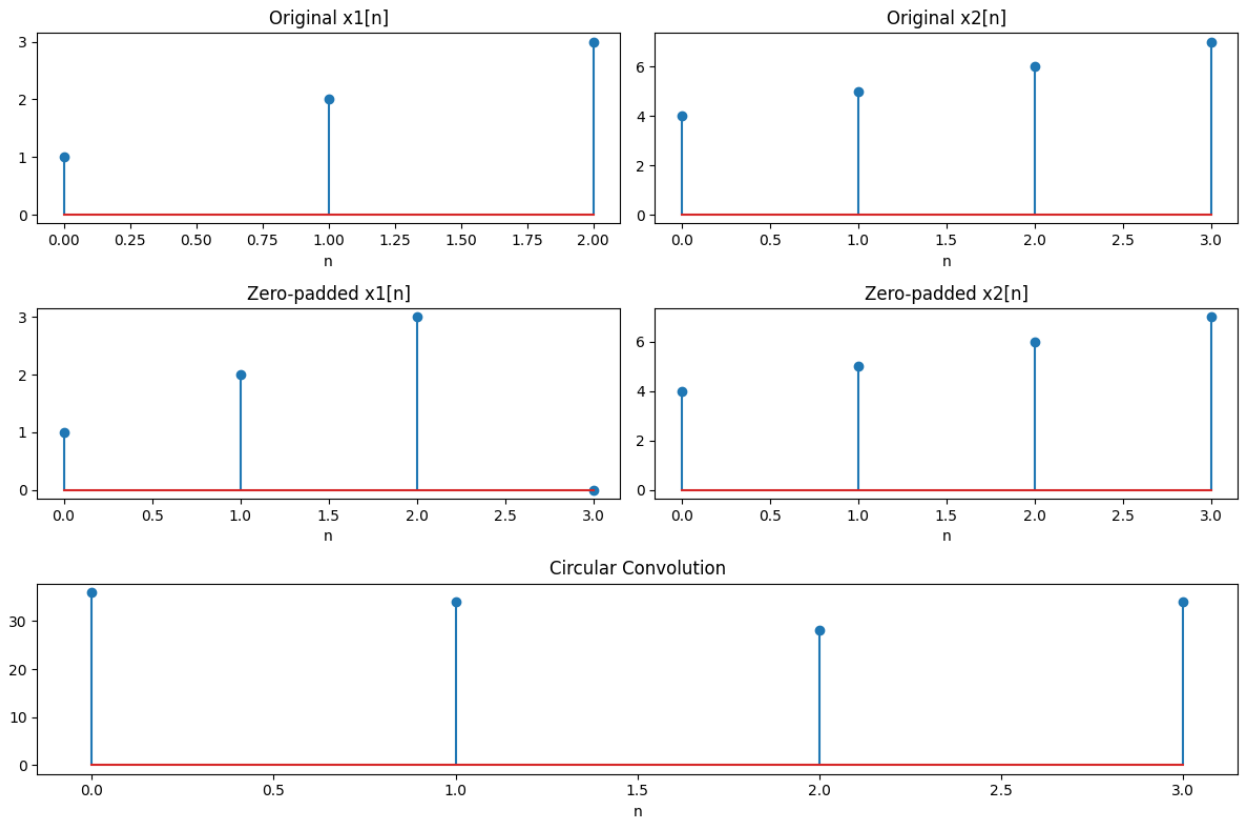 Original x1[n]
3
2
1
0
0.00 0.25 0.50 0.75 1.00 1.25 1.50 1.75 2.00
n
Original x2[n]
6
4
2
0
0.0 0.5 1.0 1.5 2.0 2.5 3.0
n
Zero-padded x1[n]
3
2
1
0
0.0 0.5 1.0 1.5 2.0 2.5 3.0
n
Zero-padded x2[n]
6
4
2
0
0.0 0.5 1.0 1.5 2.0 2.5 3.0
n
Circular Convolution
30
20
10
0
0.0 0.5 1.0 1.5 2.0 2.5 3.0
n